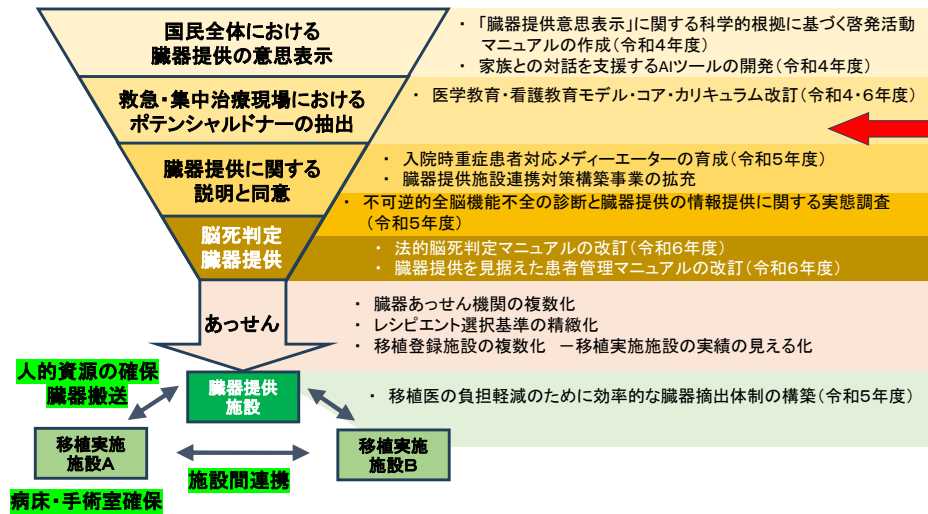 国民全体における
臓器提供の意思表示
・ 「臓器提供意思表示」に関する科学的根拠に基づく啓発活動
マニュアルの作成(令和4年度)
・ 家族との対話を支援するAIツールの開発(令和4年度)
救急・集中治療現場における
ポテンシャルドナーの抽出
・ 医学教育・看護教育モデル・コア・カリキュラム改訂(令和4・6年度)
臓器提供に関する
説明と同意
・ 入院時重症患者対応メディーエーターの育成(令和5年度)
・ 臓器提供施設連携対策構築事業の拡充
・ 不可逆的全脳機能不全の診断と臓器提供の情報提供に関する実態調査
(令和5年度)
脳死判定
臓器提供
・ 法的脳死判定マニュアルの改訂(令和6年度)
・ 臓器提供を見据えた患者管理マニュアルの改訂(令和6年度)
あっせん
・ 臓器あっせん機関の複数化
・ レシピエント選択基準の精緻化
・ 移植登録施設の複数化 －移植実施施設の実績の見える化
人的資源の確保
臓器搬送
臓器提供
施設
・ 移植医の負担軽減のために効率的な臓器摘出体制の構築(令和5年度)
移植実施
施設A
移植実施
施設B
施設間連携
病床・手術室確保